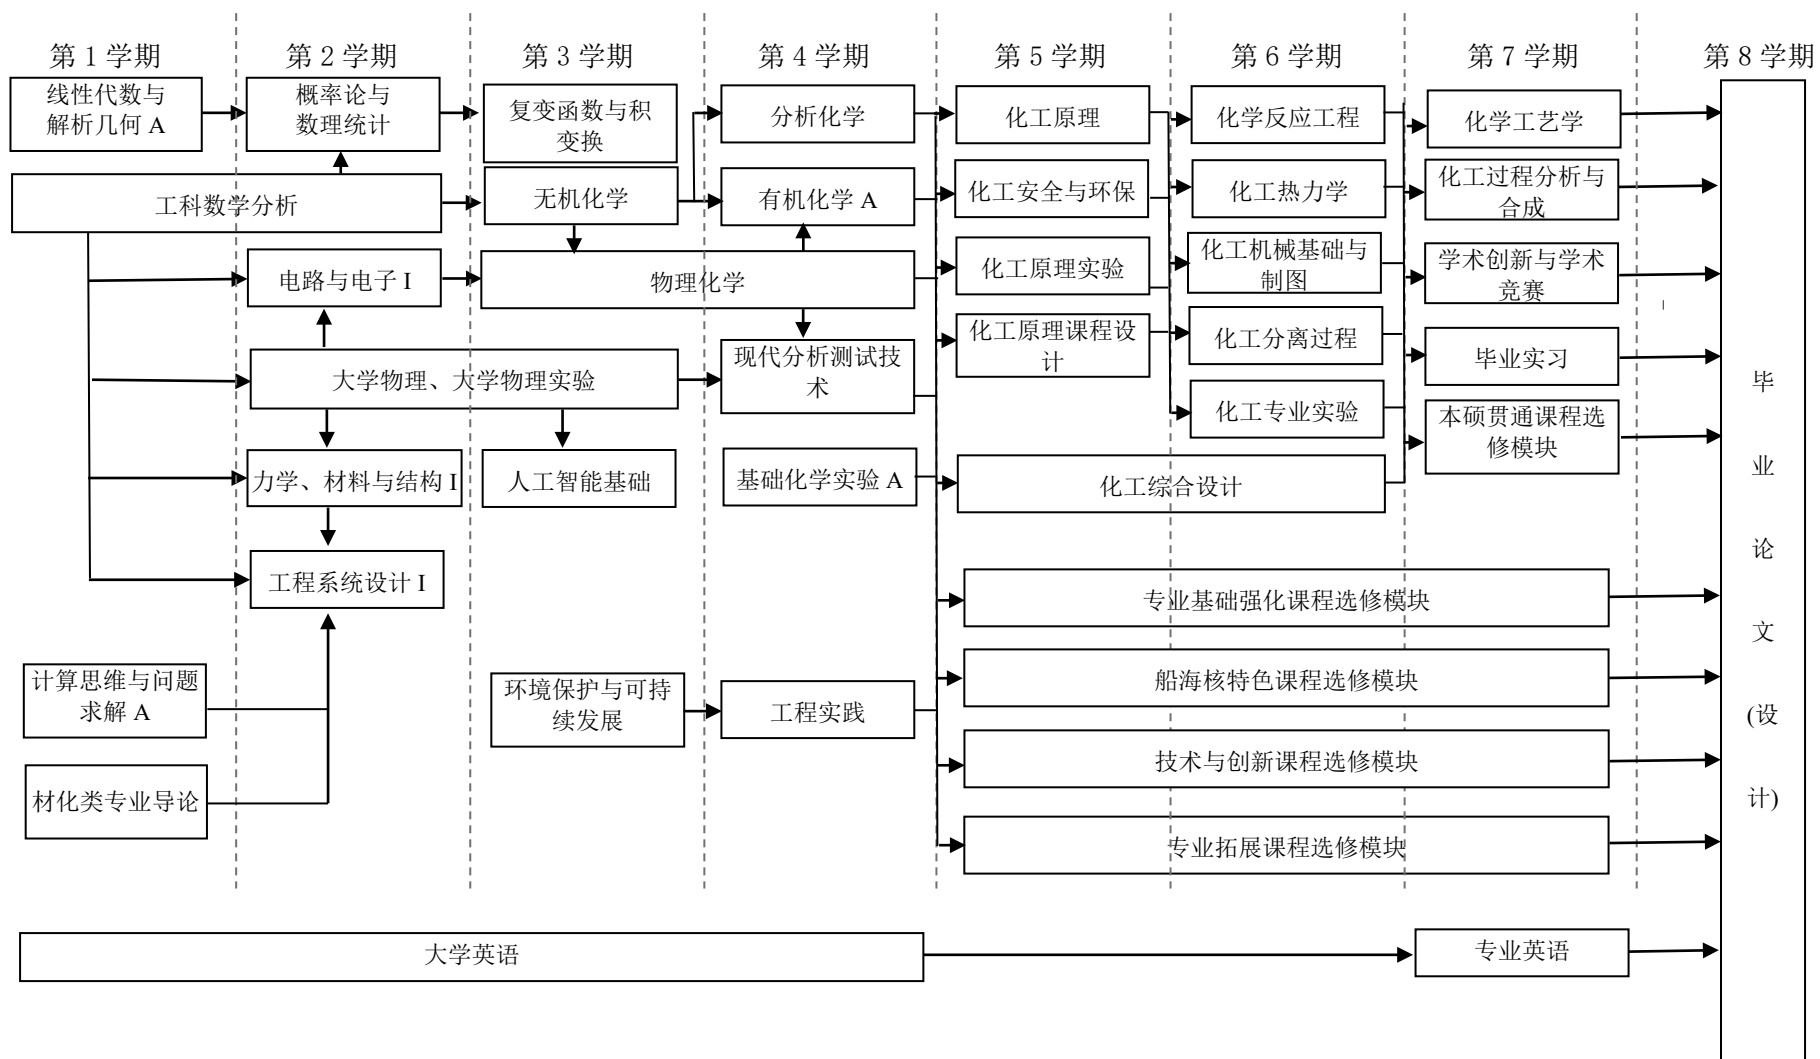 第 1 学期
第 2 学期
第 3 学期
第 4 学期
第 5 学期
第 6 学期
第 7 学期
第 8 学期
线性代数与
解析几何 A
概率论与
数理统计
复变函数与积
变换
分析化学
化工原理
化学反应工程
化学工艺学
工科数学分析
无机化学
有机化学 A
化工安全与环保
化工热力学
化工过程分析与
合成
电路与电子 I
物理化学
化工原理实验
化工机械基础与
制图
学术创新与学术
竞赛
大学物理、大学物理实验
现代分析测试技
术
化工原理课程设
计
化工分离过程
毕业实习
化工专业实验
本硕贯通课程选
修模块
力学、材料与结构 I
人工智能基础
基础化学实验 A
化工综合设计
工程系统设计 I
专业基础强化课程选修模块
计算思维与问题
求解 A
环境保护与可持
续发展
工程实践
船海核特色课程选修模块
技术与创新课程选修模块
材化类专业导论
专业拓展课程选修模块
毕
业
论
文
(设
计)
大学英语
专业英语